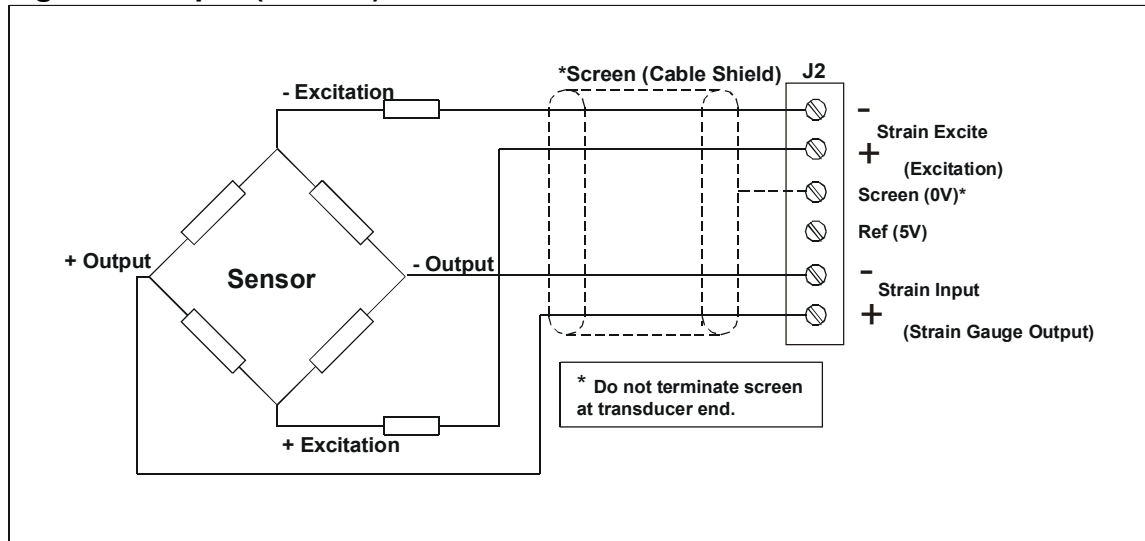 *Screen (Cable Shield)
J2
- Excitation
-
Strain Excite
+
(Excitation)
Screen (0V)*
Ref (5V)
+ Output
- Output
Sensor
-
Strain Input
+
(Strain Gauge Output)
* Do not terminate screen
at transducer end.
+ Excitation